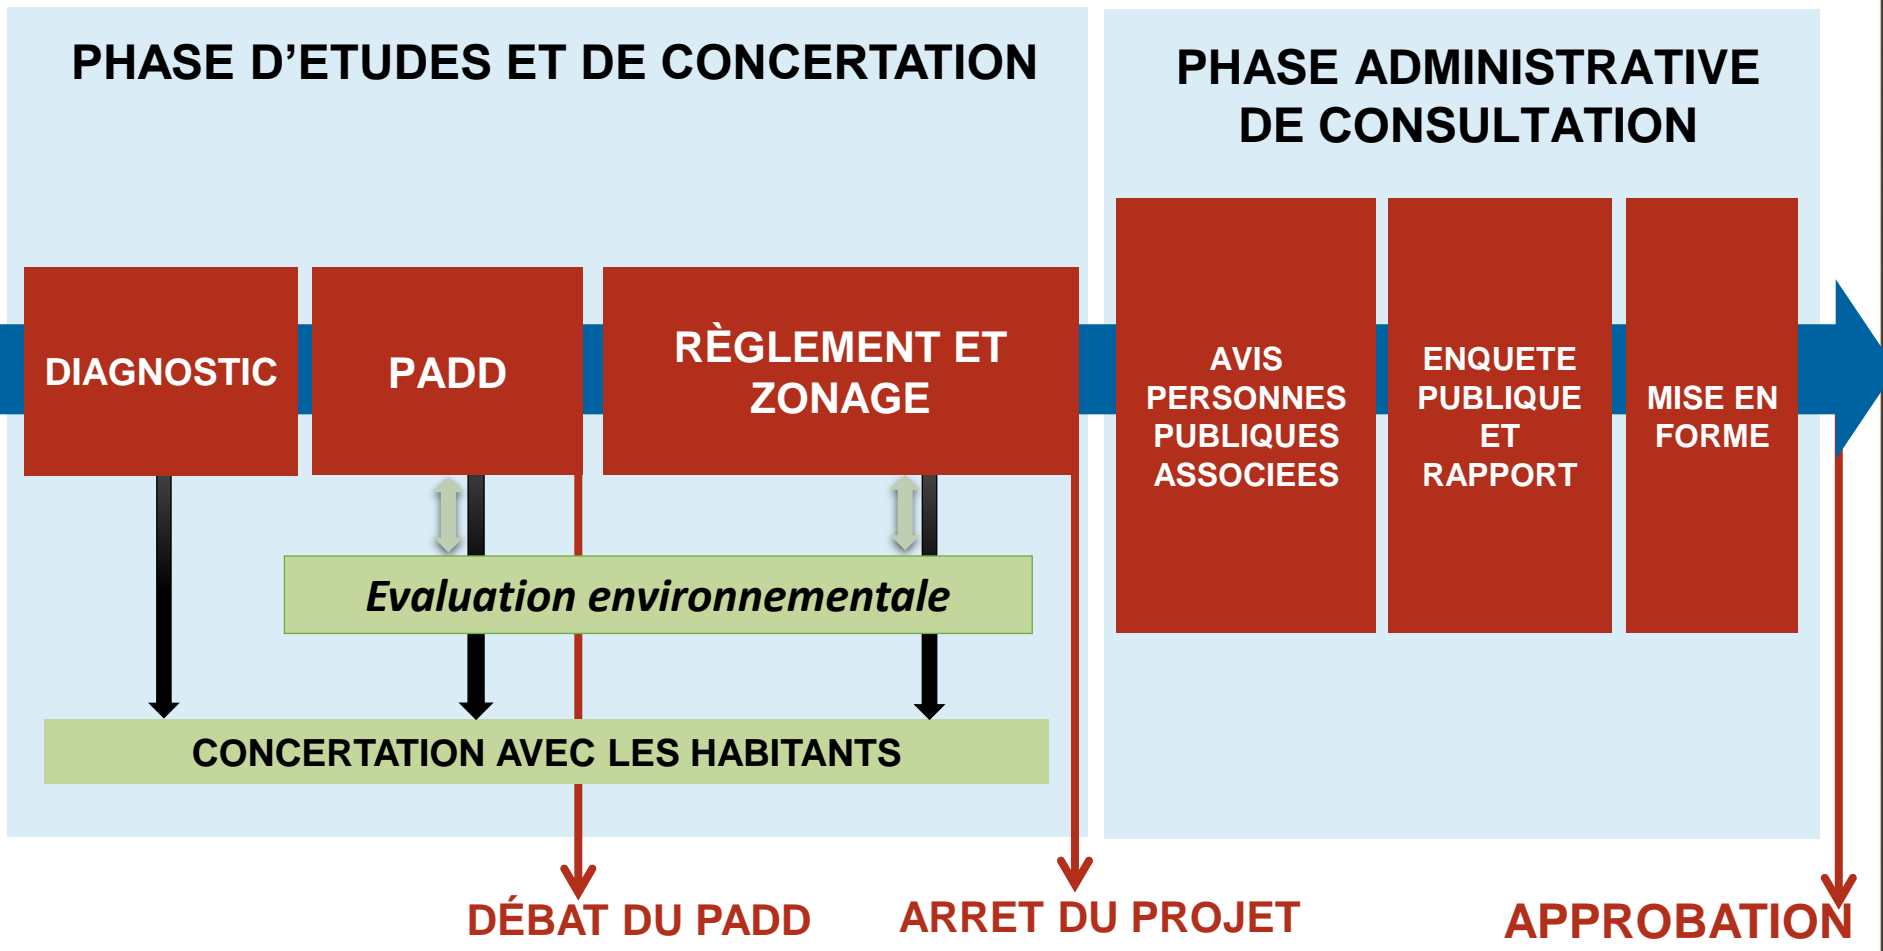 PHASE D’ETUDES ET DE CONCERTATION
DIAGNOSTIC
PADD
RÈGLEMENT ET
ZONAGE
Evaluation environnementale
CONCERTATION AVEC LES HABITANTS
PHASE ADMINISTRATIVE
DE CONSULTATION
AVIS
PERSONNES
PUBLIQUES
ASSOCIEES
ENQUETE
PUBLIQUE
ET
RAPPORT
MISE EN
FORME
DÉBAT DU PADD
ARRET DU PROJET
APPROBATION